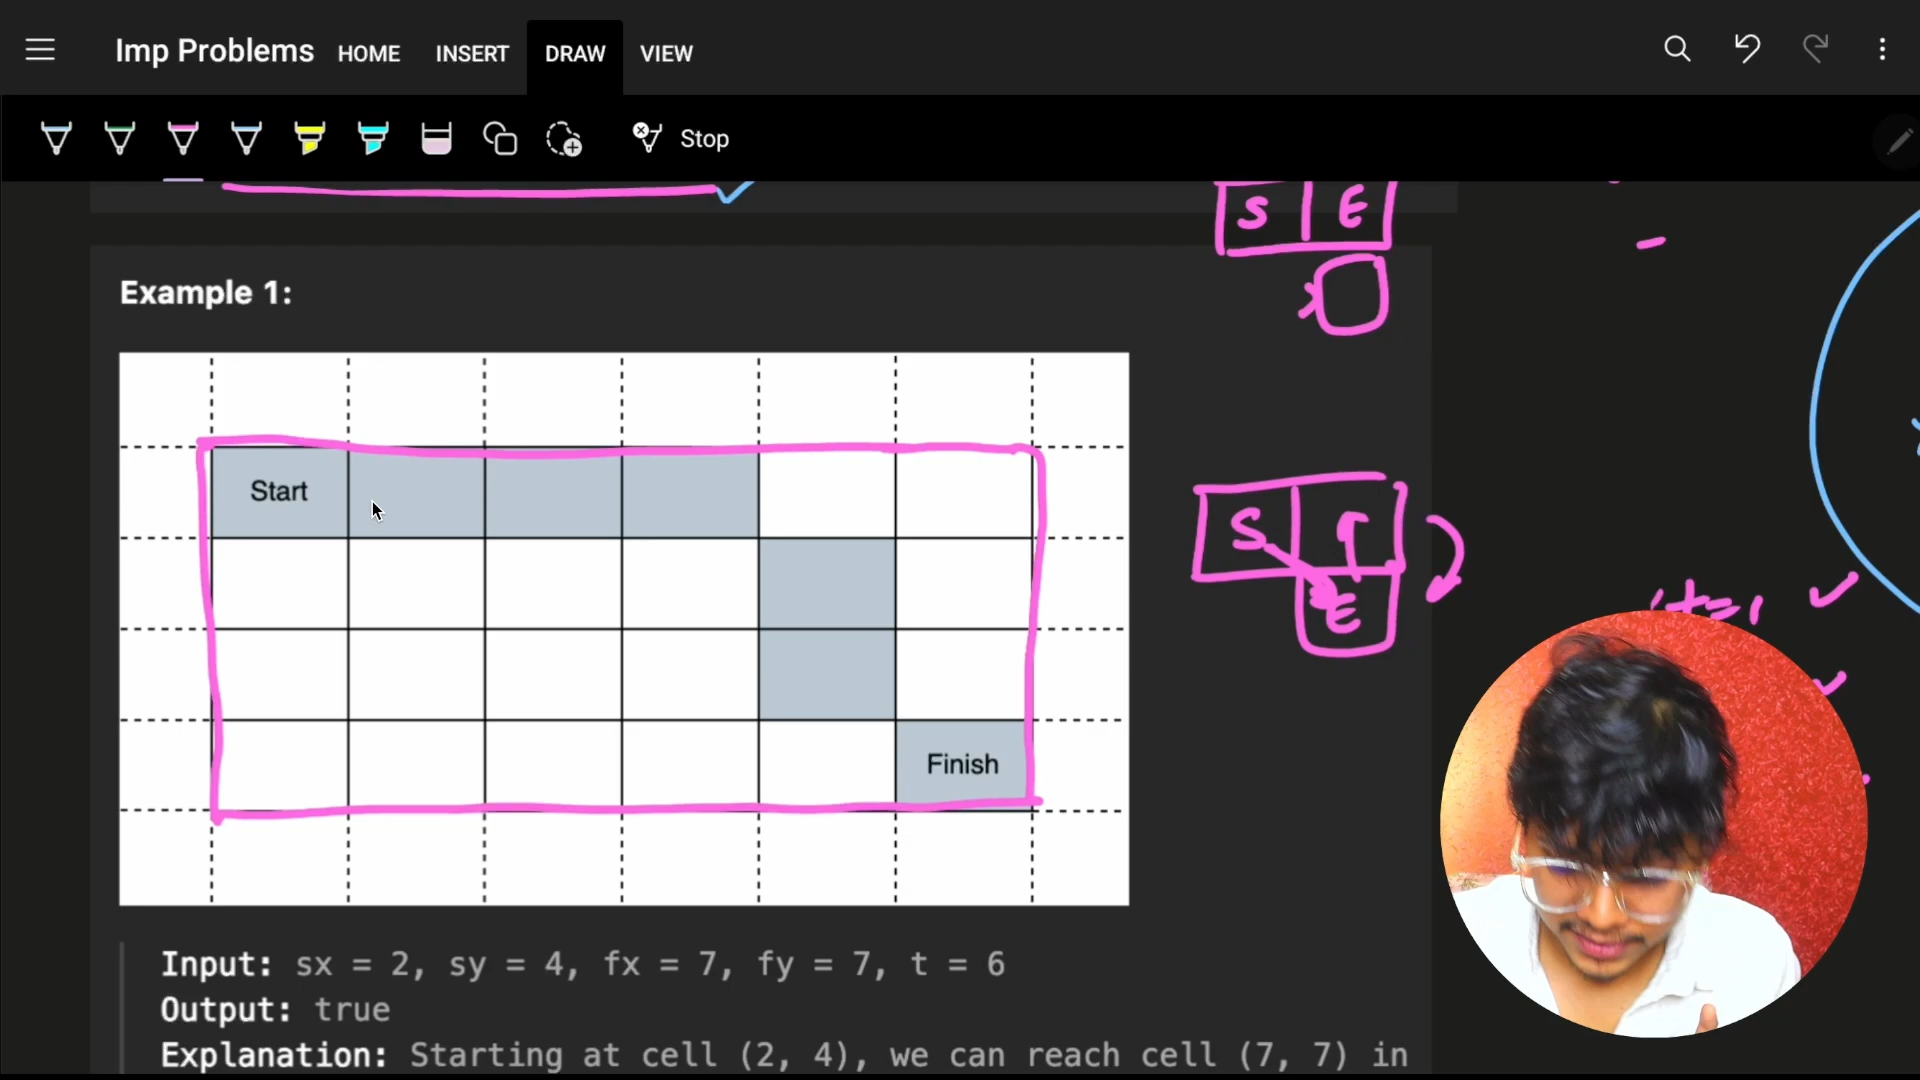 Imp Problems HOME INSERT DRAW VIEW
Stop
S E
Example 1:
Start
S
E
t=1
Finish
Input: sx = 2, sy = 4, fx = 7, fy = 7, t = 6
Output: true
Explanation: Starting at cell (2, 4), we can reach cell (7, 7) in